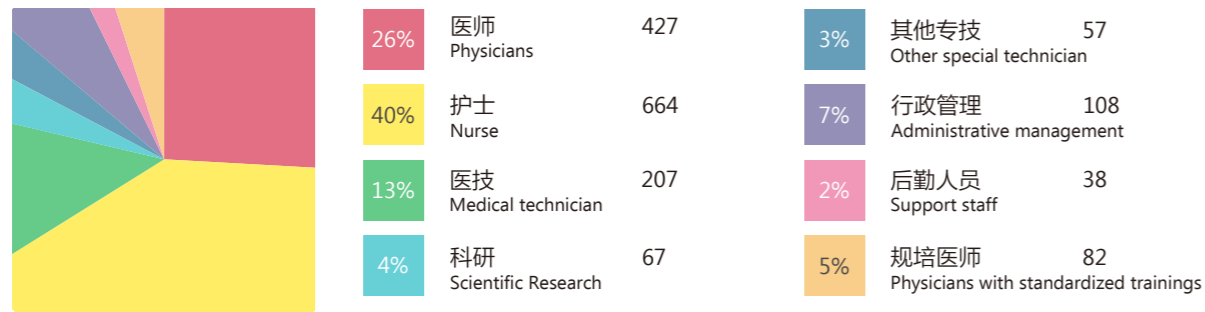 26%
医师 427
Physicians
40%
护士 664
Nurse
13%
医技 207
Medical technician
4%
科研 67
Scientific Research
3%
其他专技 57
Other special technician
7%
行政管理 108
Administrative management
2%
后勤人员 38
Support staff
5%
规培医师 82
Physicians with standardized trainings